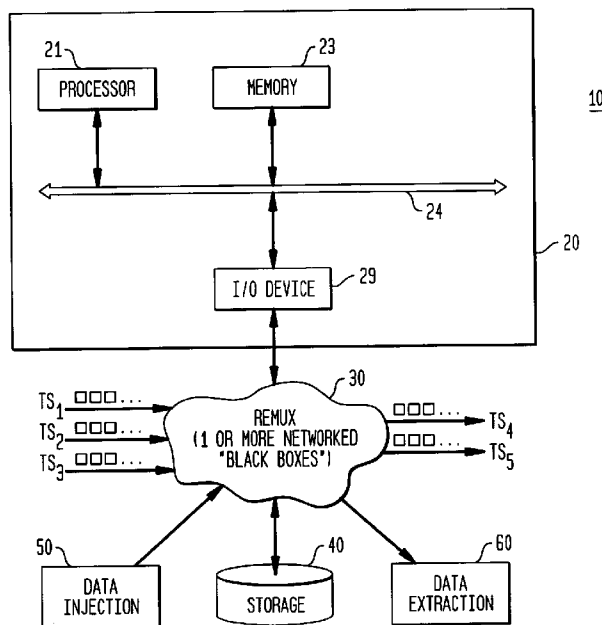 21
PROCESSOR
23
MEMORY
10
24
20
I/O DEVICE
29
30
REMUX
(1 OR MORE NETWORKED
"BLACK BOXES")
TS1 ...
TS2 ...
TS3 ...
... TS4
... TS5
50
DATA
INJECTION
40
STORAGE
60
DATA
EXTRACTION